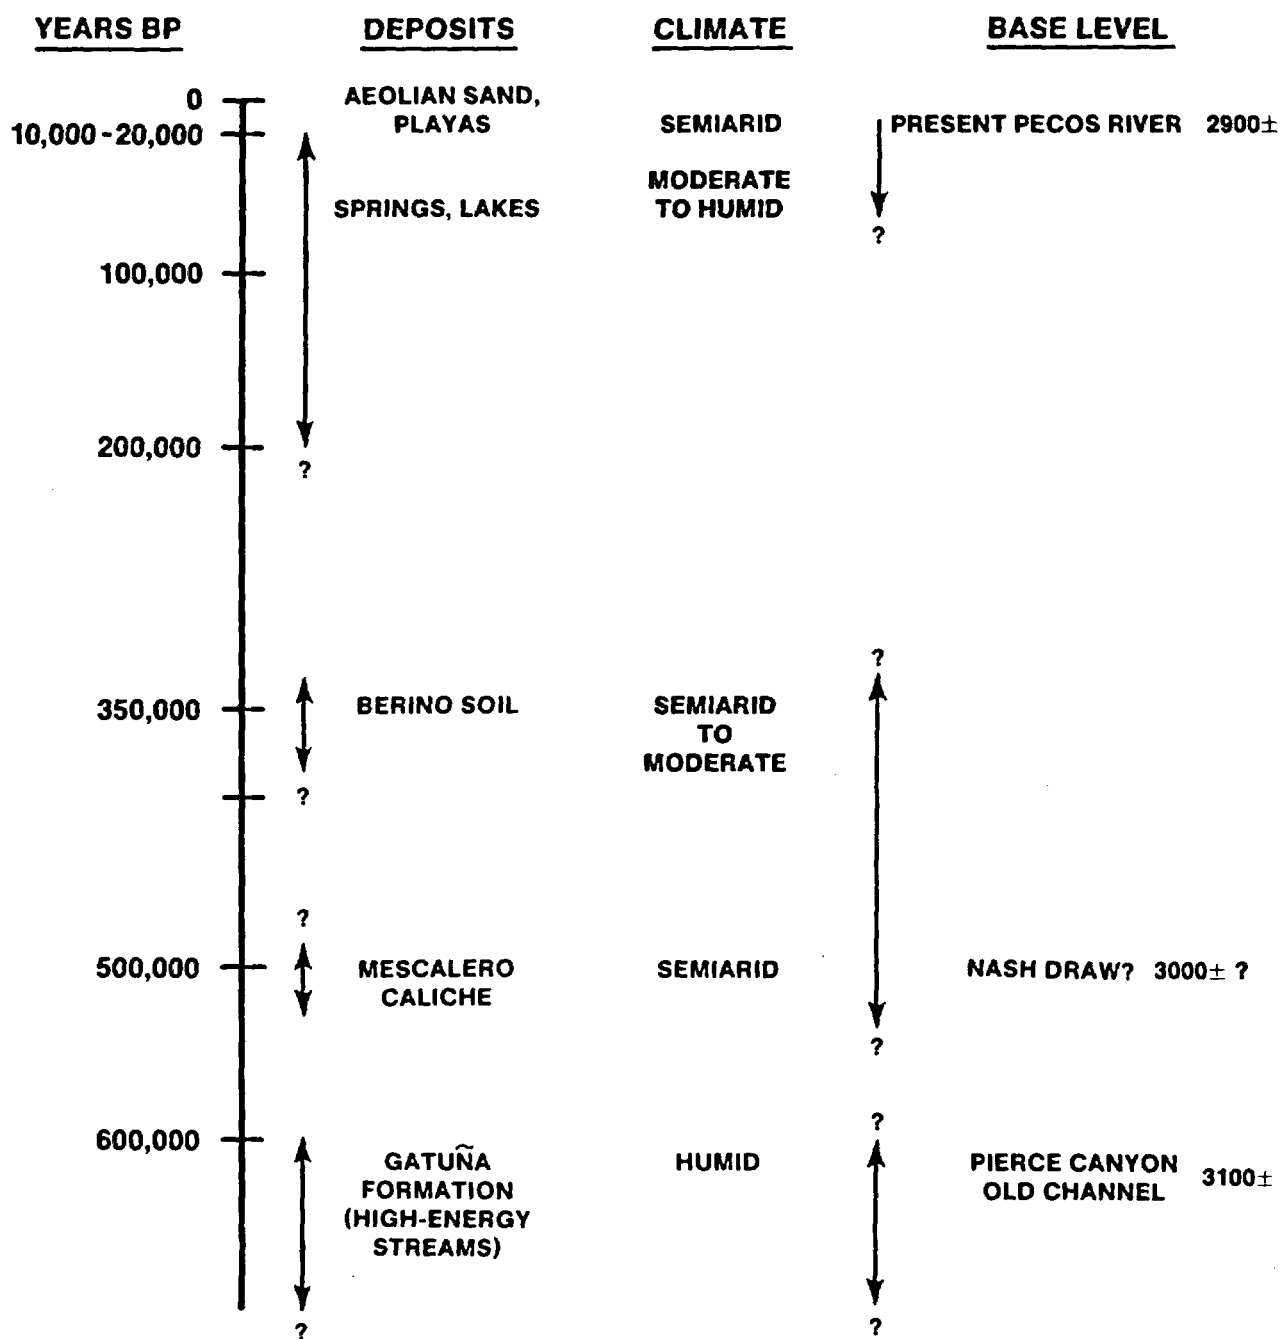 YEARS BP DEPOSITS CLIMATE BASE LEVEL
0 AEOLIAN SAND,
10,000-20,000 PLAYAS SEMIARID PRESENT PECOS RIVER 2900±
MODERATE
SPRINGS, LAKES TO HUMID
?
100,000
200,000
?
?
350,000 BERINO SOIL SEMIARID
TO
MODERATE
?
?
500,000 MESCALERO SEMIARID NASH DRAW? 3000± ?
CALICHE
?
?
600,000
GATUÑA HUMID PIERCE CANYON 3100±
FORMATION OLD CHANNEL
(HIGH-ENERGY
STREAMS)
? ?